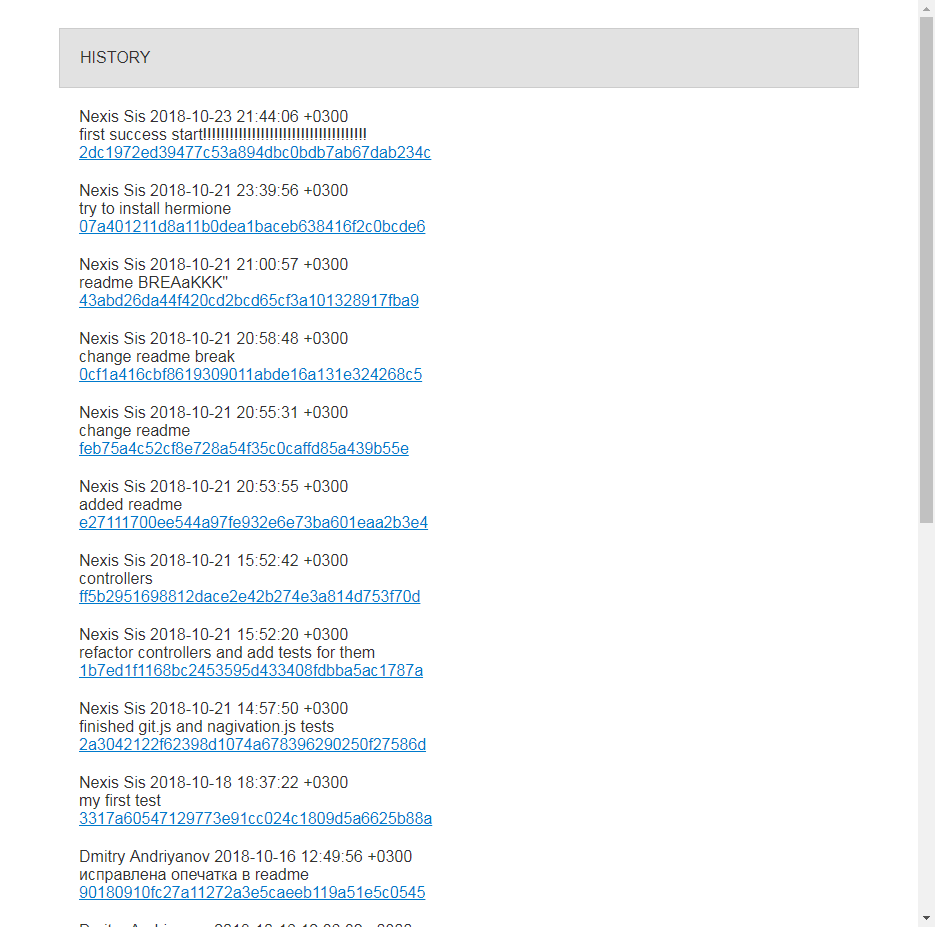 HISTORY
Nexis Sis 2018-10-23 21:44:06 +0300
first success start!!!!!!!!!!!!!!!!!!!!!!!!!!!!!!!!!!!!!
2dc1972ed39477c53a894dbc0bdb7ab67dab234c
Nexis Sis 2018-10-21 23:39:56 +0300
try to install hermione
07a401211d8a11b0dea1baceb638416f2c0bcde6
Nexis Sis 2018-10-21 21:00:57 +0300
readme BREAaKKK"
43abd26da44f420cd2bcd65cf3a101328917fba9
Nexis Sis 2018-10-21 20:58:48 +0300
change readme break
0cf1a416cbf8619309011abde16a131e324268c5
Nexis Sis 2018-10-21 20:55:31 +0300
change readme
feb75a4c52cf8e728a54f35c0caffd85a439b55e
Nexis Sis 2018-10-21 20:53:55 +0300
added readme
e27111700ee544a97fe932e6e73ba601eaa2b3e4
Nexis Sis 2018-10-21 15:52:42 +0300
controllers
ff5b2951698812dace2e42b274e3a814d753f70d
Nexis Sis 2018-10-21 15:52:20 +0300
refactor controllers and add tests for them
1b7ed1f1168bc2453595d433408fdbba5ac1787a
Nexis Sis 2018-10-21 14:57:50 +0300
finished git.js and nagivation.js tests
2a3042122f62398d1074a678396290250f27586d
Nexis Sis 2018-10-18 18:37:22 +0300
my first test
3317a60547129773e91cc024c1809d5a6625b88a
Dmitry Andriyanov 2018-10-16 12:49:56 +0300
исправлена опечатка в readme
90180910fc27a11272a3e5caeeb119a51e5c0545